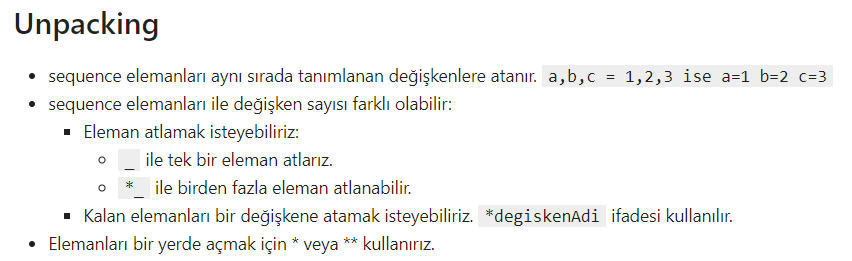 Unpacking
sequence elemanları aynı sırada tanımlanan değişkenlere atanır. a,b,c = 1,2,3 ise a=1 b=2 c=3
sequence elemanları ile değişken sayısı farklı olabilir:
Eleman atlamak isteyebiliriz:
_ ile tek bir eleman atlarız.
*_ ile birden fazla eleman atlanabilir.
Kalan elemanları bir değişkene atamak isteyebiliriz. *degiskenAdi ifadesi kullanılır.
Elemanları bir yerde açmak için * veya ** kullanırız.